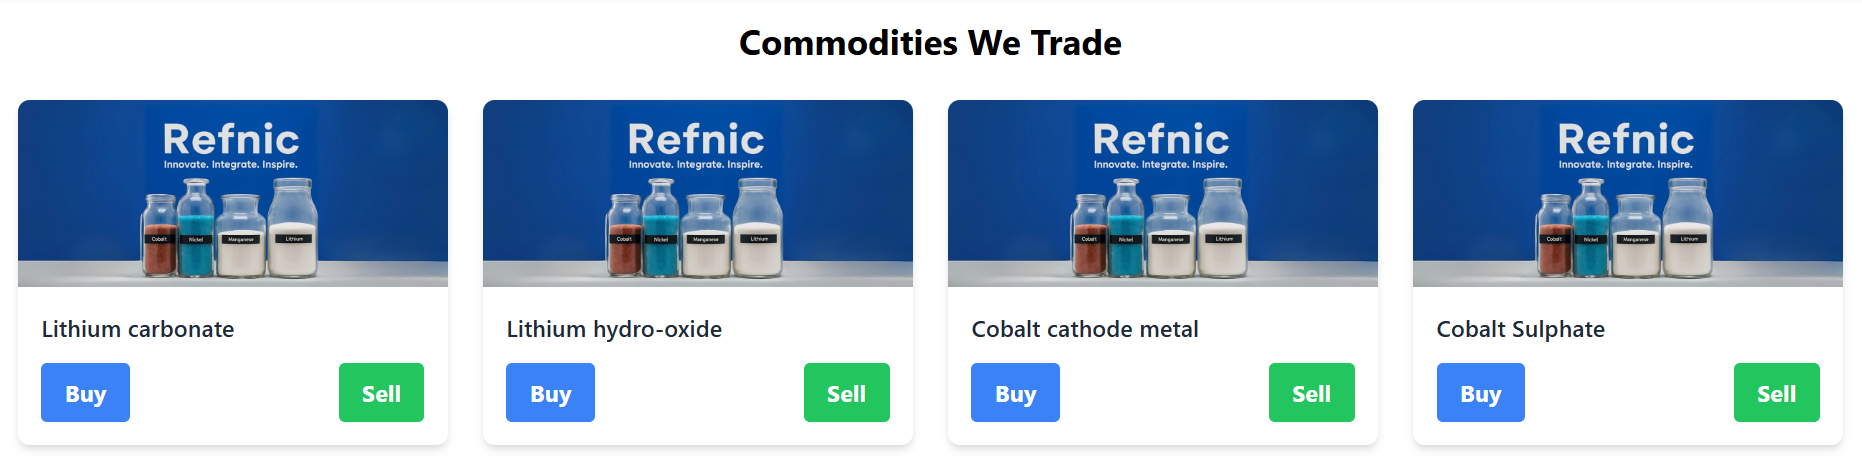 Commodities We Trade
Refnic
Innovate. Integrate. Inspire.
Cobalt
Nickel
Manganese
Lithium
Lithium carbonate
Buy
Sell
Refnic
Innovate. Integrate. Inspire.
Cobalt
Nickel
Manganese
Lithium
Lithium hydro-oxide
Buy
Sell
Refnic
Innovate. Integrate. Inspire.
Cobalt
Nickel
Manganese
Lithium
Cobalt cathode metal
Buy
Sell
Refnic
Innovate. Integrate. Inspire.
Cobalt
Nickel
Manganese
Lithium
Cobalt Sulphate
Buy
Sell